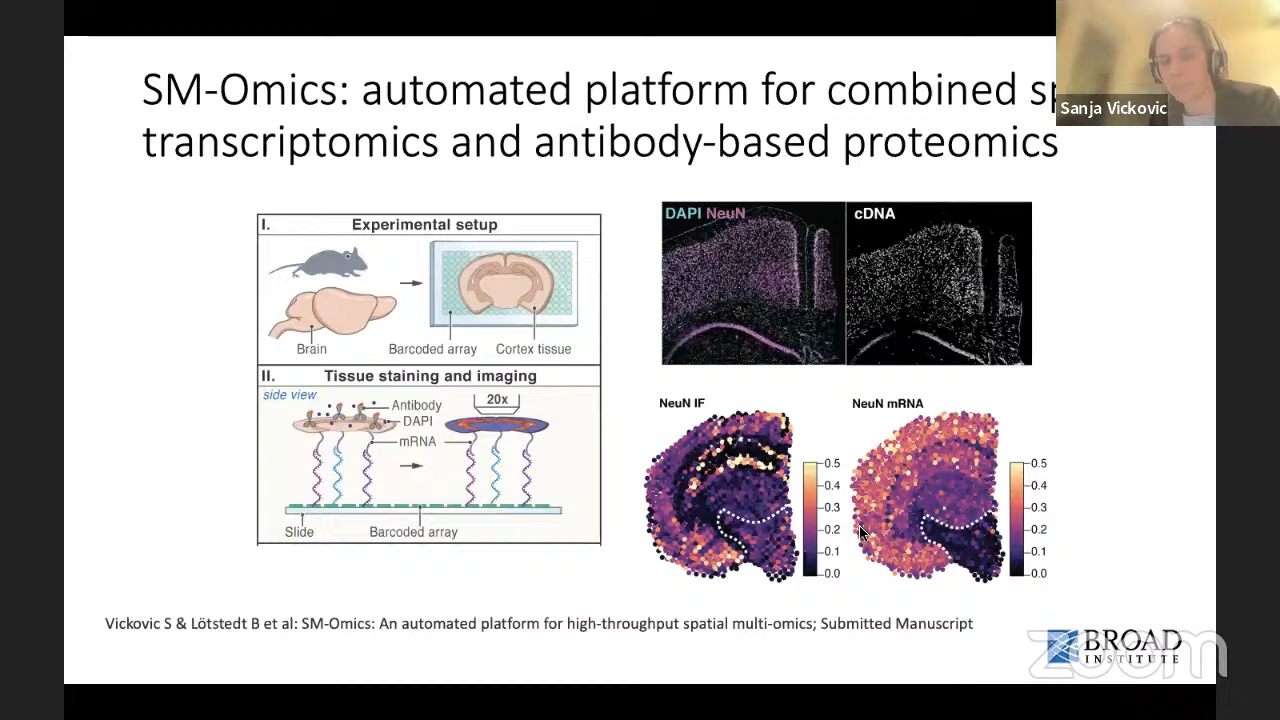 SM-Omics: automated platform for combined
transcriptomics and antibody-based proteomics
Sanja Vickovic
I. Experimental setup
Brain
Barcoded array
Cortex tissue
II. Tissue staining and imaging
side view
20x
Antibody
DAPI
mRNA
Slide
Barcoded array
DAPI NeuN
cDNA
NeuN IF
0.5
0.4
0.3
0.2
0.1
0.0
NeuN mRNA
0.5
0.4
0.3
0.2
0.1
0.0
Vickovic S & Lötstedt B et al: SM-Omics: An automated platform for high-throughput spatial multi-omics; Submitted Manuscript
BROAD
INSTITUTE
zoom